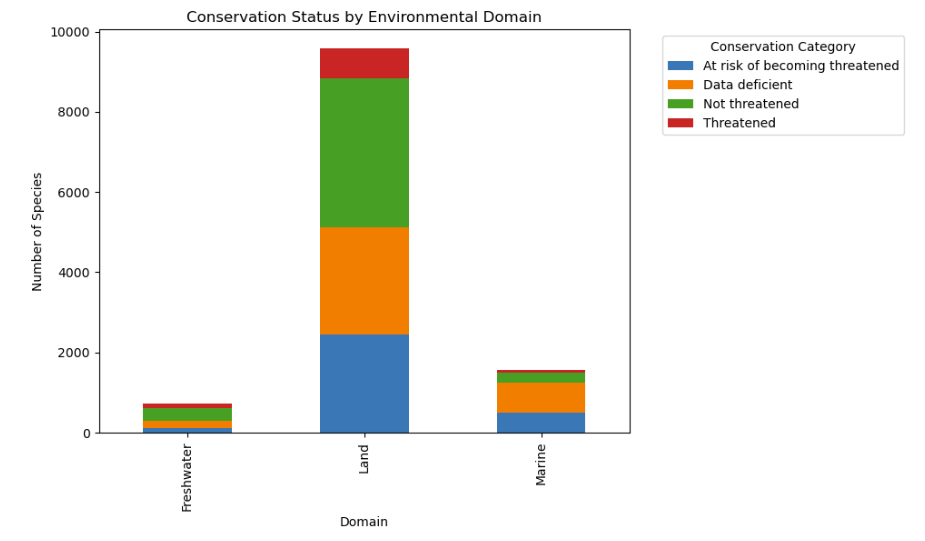 Conservation Status by Environmental Domain
Number of Species
10000
8000
6000
4000
2000
0
Freshwater
Land
Marine
Domain
Conservation Category
At risk of becoming threatened
Data deficient
Not threatened
Threatened